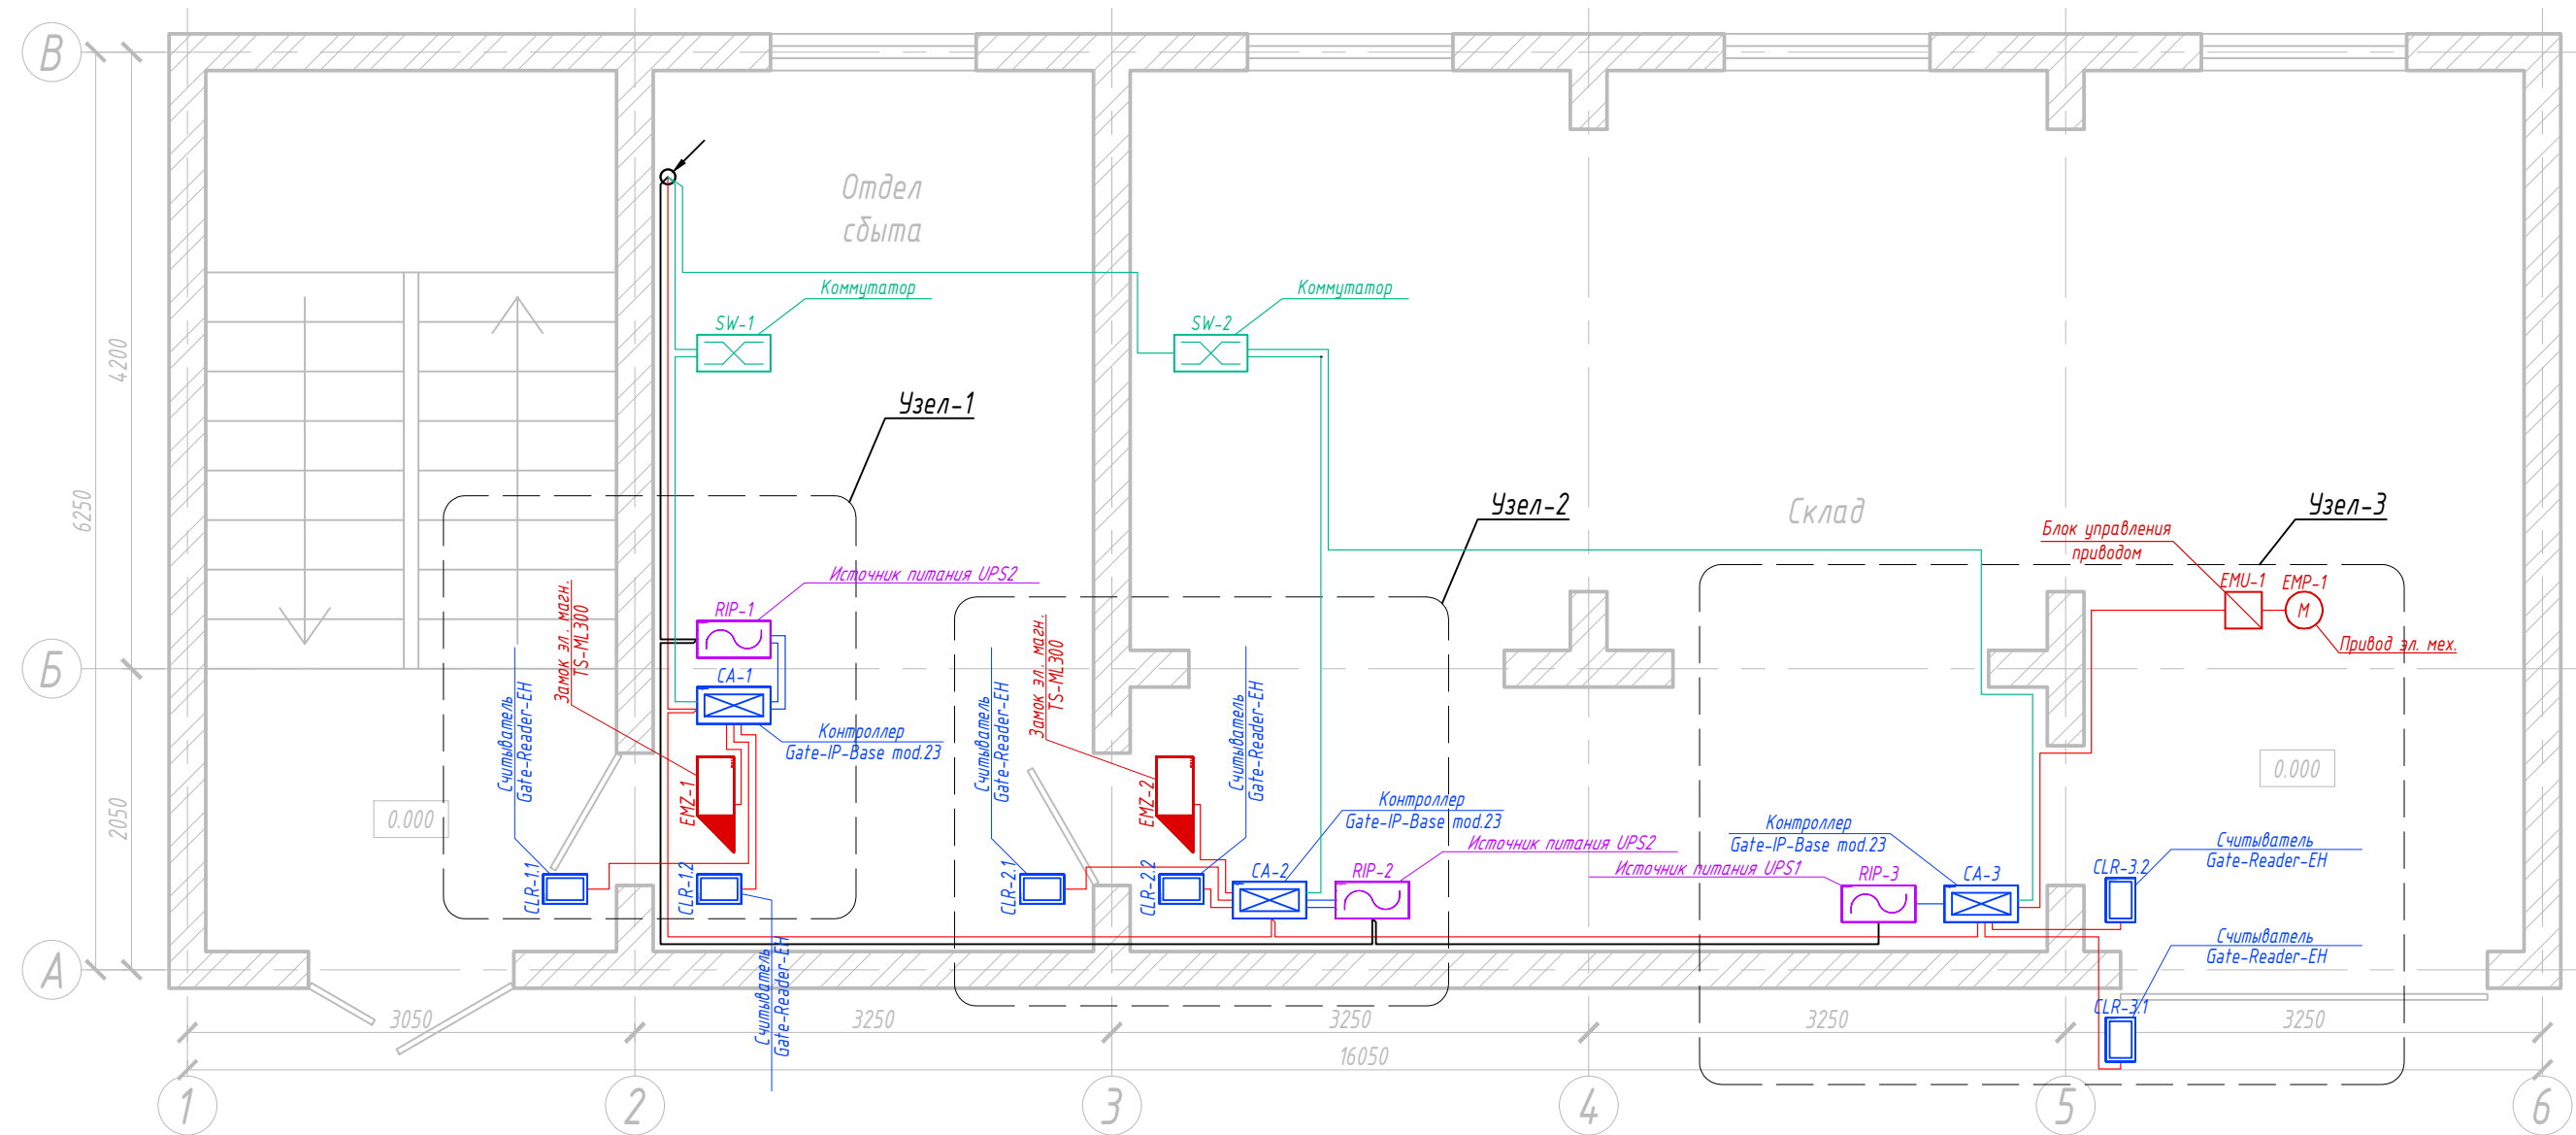 В
Отдел
сбыта
Коммутатор
SW-1
Коммутатор
SW-2
4200
6250
Узел-1
Узел-2
Склад
Узел-3
Блок управления
приводом
EMU-1
EMP-1
M
Привод эл. мех.
Источник питания UPS2
RIP-1
Замок эл. магн.
TS-ML300
Считыватель
Gate-Reader-EH
Б
CA-1
Контроллер
Gate-IP-Base mod.23
EMZ-1
Замок эл. магн.
TS-ML300
Считыватель
Gate-Reader-EH
Считыватель
Gate-Reader-EH
EMZ-2
0.000
2050
0.000
Контроллер
Gate-IP-Base mod.23
Источник питания UPS2
Источник питания UPS1
Контроллер
Gate-IP-Base mod.23
Считыватель
Gate-Reader-EH
CLR-1.1
CLR-1.2
CLR-2.1
CLR-2.2
CA-2
RIP-2
RIP-3
CA-3
CLR-3.2
Считыватель
Gate-Reader-EH
Считыватель
Gate-Reader-EH
CLR-3.1
А
3050
3250
3250
3250
3250
16050
1
2
3
4
5
6